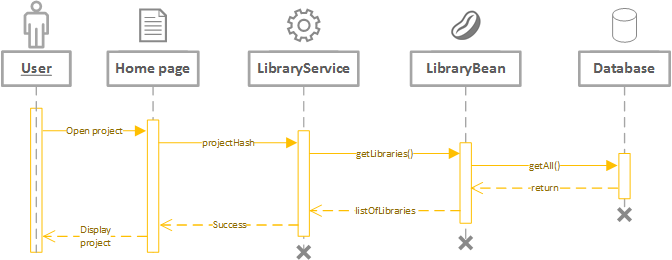 User
Home page
LibraryService
LibraryBean
Database
Open project
projectHash
getLibraries()
getAll()
return
listOfLibraries
Success
Display
project